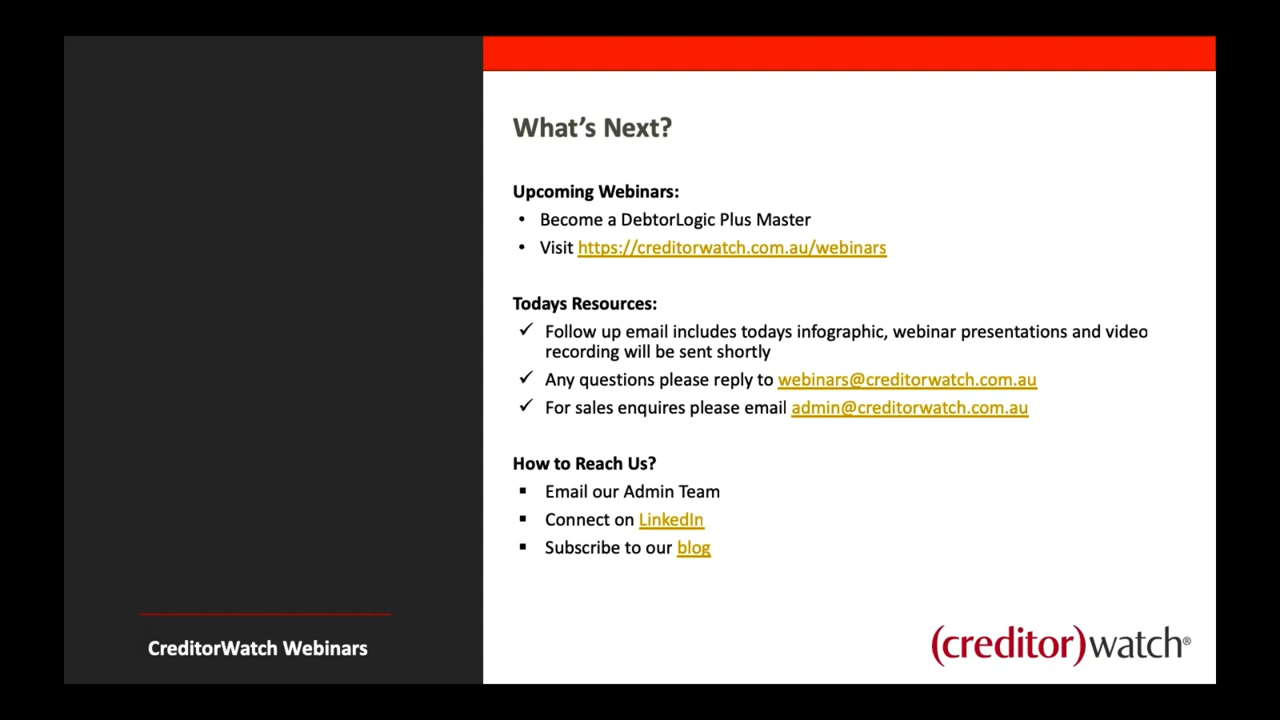 What's Next?
Upcoming Webinars:
• Become a DebtorLogic Plus Master
• Visit https://creditorwatch.com.au/webinars
Todays Resources:
✓ Follow up email includes todays infographic, webinar presentations and video
recording will be sent shortly
✓ Any questions please reply to webinars@creditorwatch.com.au
✓ For sales enquires please email admin@creditorwatch.com.au
How to Reach Us?
▪ Email our Admin Team
▪ Connect on LinkedIn
▪ Subscribe to our blog
CreditorWatch Webinars
(creditor)watch®